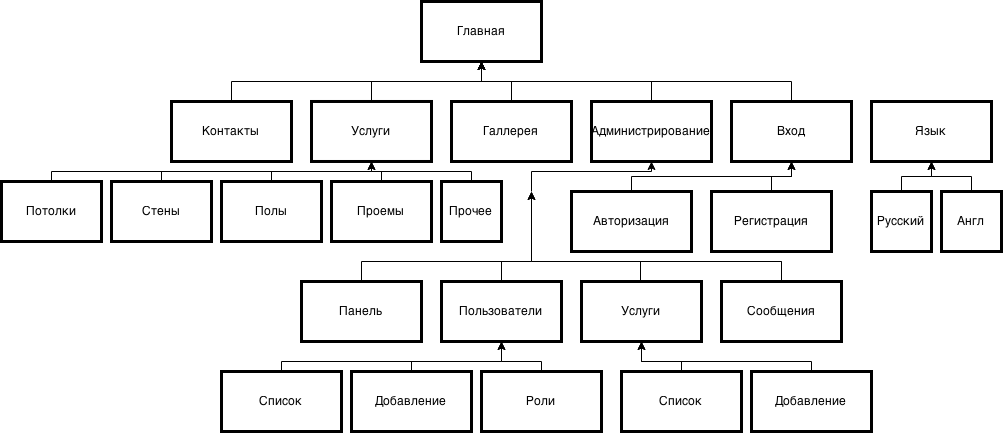 Главная
Контакты
Услуги
Галлерея
Администрирование
Вход
Язык
Потолки
Стены
Полы
Проемы
Прочее
Авторизация
Регистрация
Русский
Англ
Панель
Пользователи
Услуги
Сообщения
Список
Добавление
Роли
Список
Добавление